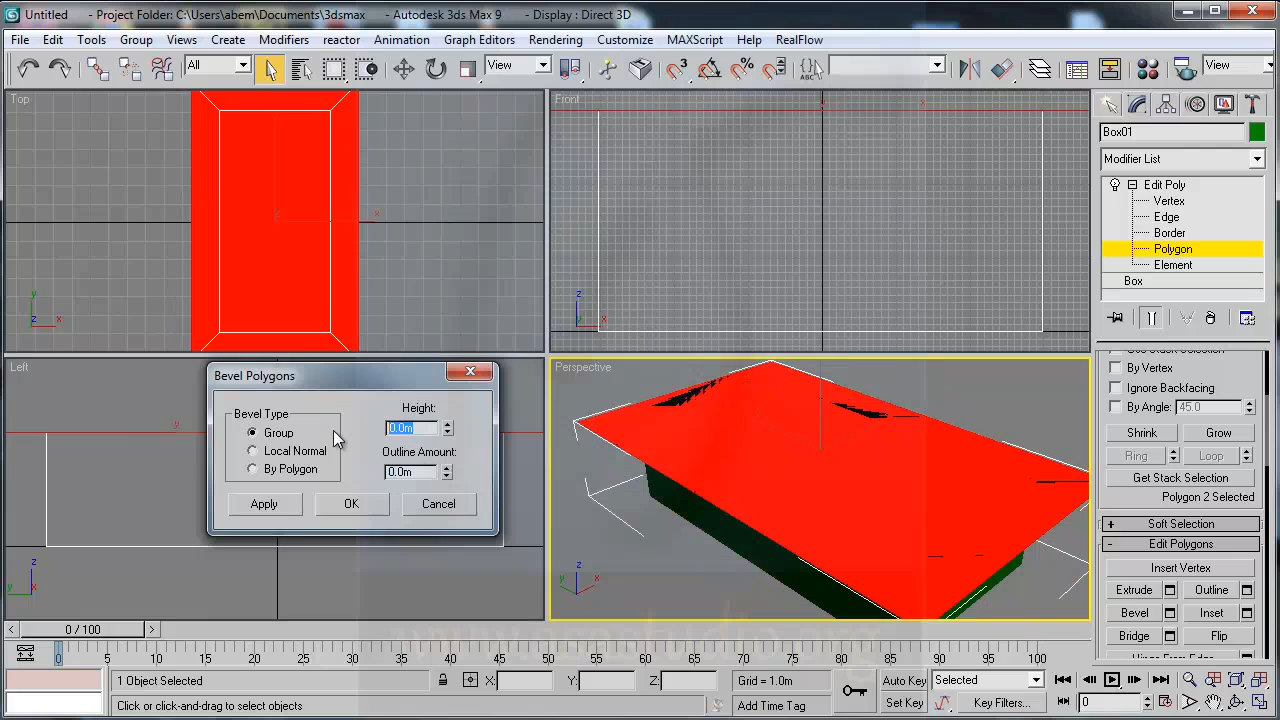 Untitled - Project Folder: C:\Users\abem\Documents\3dsmax - Autodesk 3ds Max 9 - Display : Direct 3D
File Edit Tools Group Views Create Modifiers reactor Animation Graph Editors Rendering Customize MAXScript Help RealFlow
All View 3 View
Top
Front
x
y
x
y
z x
z
x
Box01
Modifier List
Edit Poly
Vertex
Edge
Border
Polygon
Element
Box
Left
y
z
y x
Perspective
z
y x
Bevel Polygons
Bevel Type
Group
Local Normal
By Polygon
Height:
0.0m
Outline Amount:
0.0m
Apply OK Cancel
By Vertex
Ignore Backfacing
By Angle: 45.0
Shrink Grow
Ring Loop
Get Stack Selection
Polygon 2 Selected
+ Soft Selection
- Edit Polygons
Insert Vertex
Extrude Outline
Bevel Inset
Bridge Flip
Hinge From Edge
< 0 / 100 >
0 5 10 15 20 25 30 35 40 45 50 55 60 65 70 75 80 85 90 95 100
1 Object Selected X: Y: Z: Grid = 1.0m Auto Key Selected
Click or click-and-drag to select objects Add Time Tag Set Key Key Filters... 0